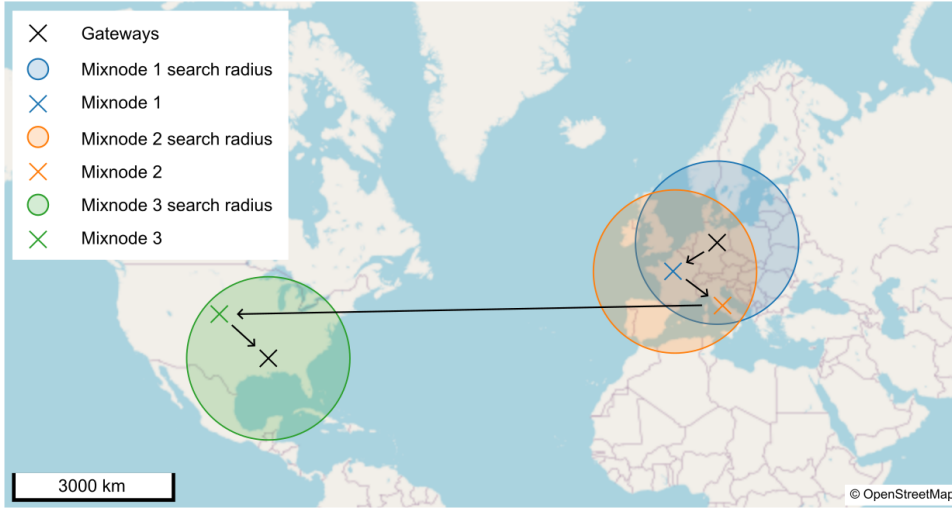 Gateways
Mixnode 1 search radius
Mixnode 1
Mixnode 2 search radius
Mixnode 2
Mixnode 3 search radius
Mixnode 3
3000 km
© OpenStreetMap